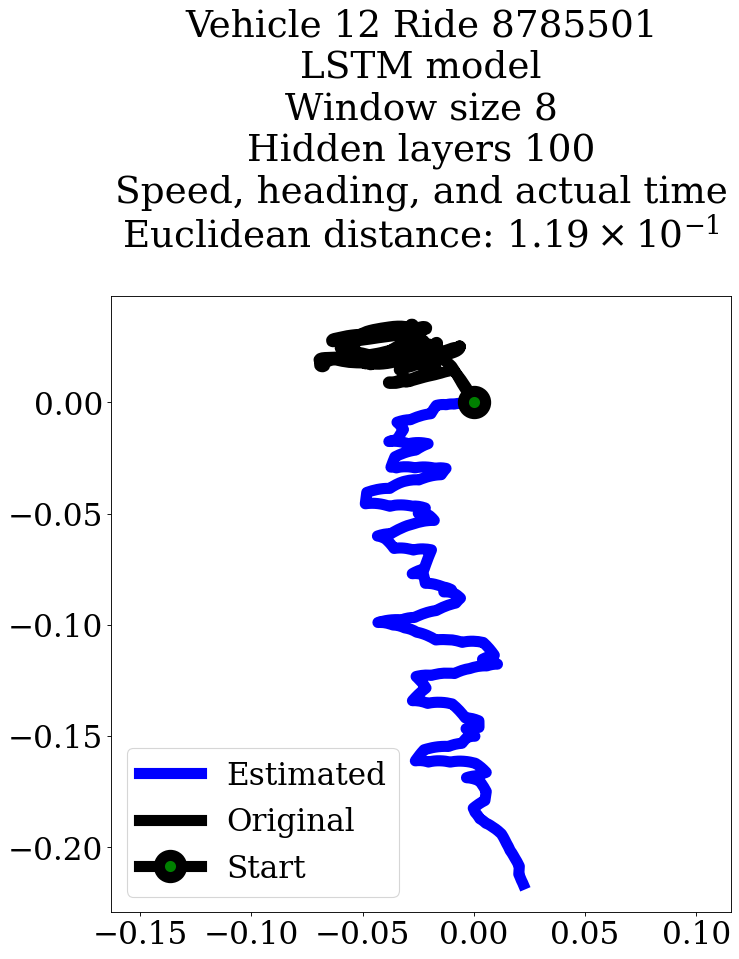 Vehicle 12 Ride 8785501
LSTM model
Window size 8
Hidden layers 100
Speed, heading, and actual time
Euclidean distance: 1.19 × 10⁻¹
0.00
−0.05
−0.10
−0.15
−0.20
Estimated
Original
Start
−0.15 −0.10 −0.05 0.00 0.05 0.10